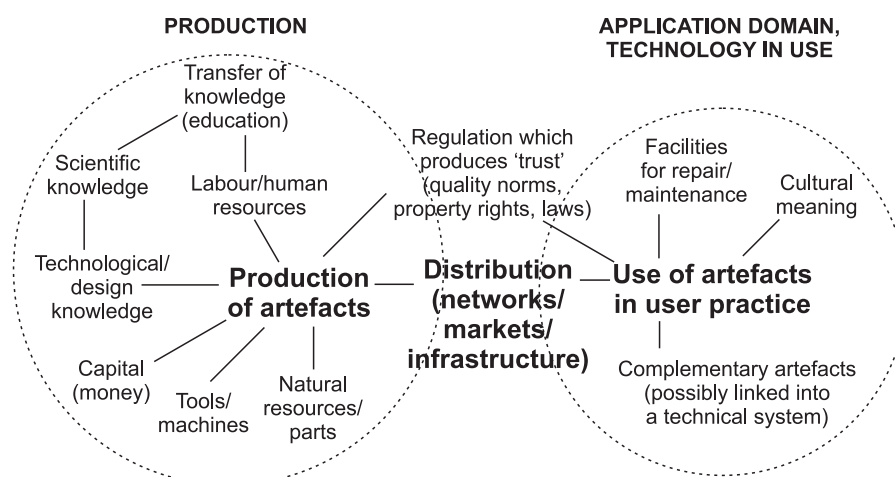 PRODUCTION
APPLICATION DOMAIN,
TECHNOLOGY IN USE
Transfer of
knowledge
(education)
Scientific
knowledge
Labour/human
resources
Technological/
design
knowledge
Production
of artefacts
Capital
(money)
Tools/
machines
Natural
resources/
parts
Regulation which
produces ‘trust’
(quality norms,
property rights, laws)
Distribution
(networks/
markets/
infrastructure)
Facilities
for repair/
maintenance
Cultural
meaning
Use of artefacts
in user practice
Complementary artefacts
(possibly linked into
a technical system)